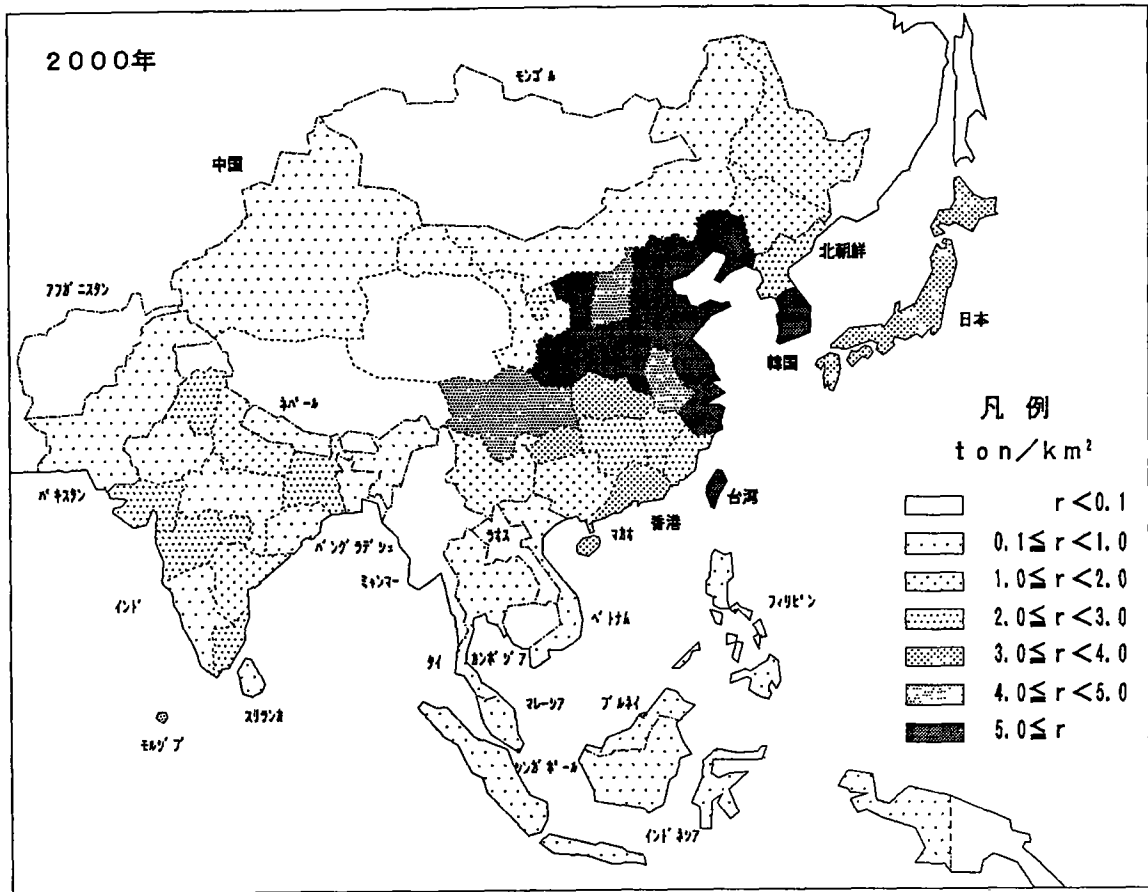 2000年
モンゴル
中国
アフガニスタン
北朝鮮
日本
韓国
ネパール
凡例
ton/km²
パキスタン
台湾
香港
マカオ
ラオス
バングラデシュ
ミャンマー
フィリピン
インド
ベトナム
タイ
カンボジア
スリランカ
マレーシア
ブルネイ
モルジブ
シンガポール
インドネシア
r<0.1
0.1≦r<1.0
1.0≦r<2.0
2.0≦r<3.0
3.0≦r<4.0
4.0≦r<5.0
5.0≦r